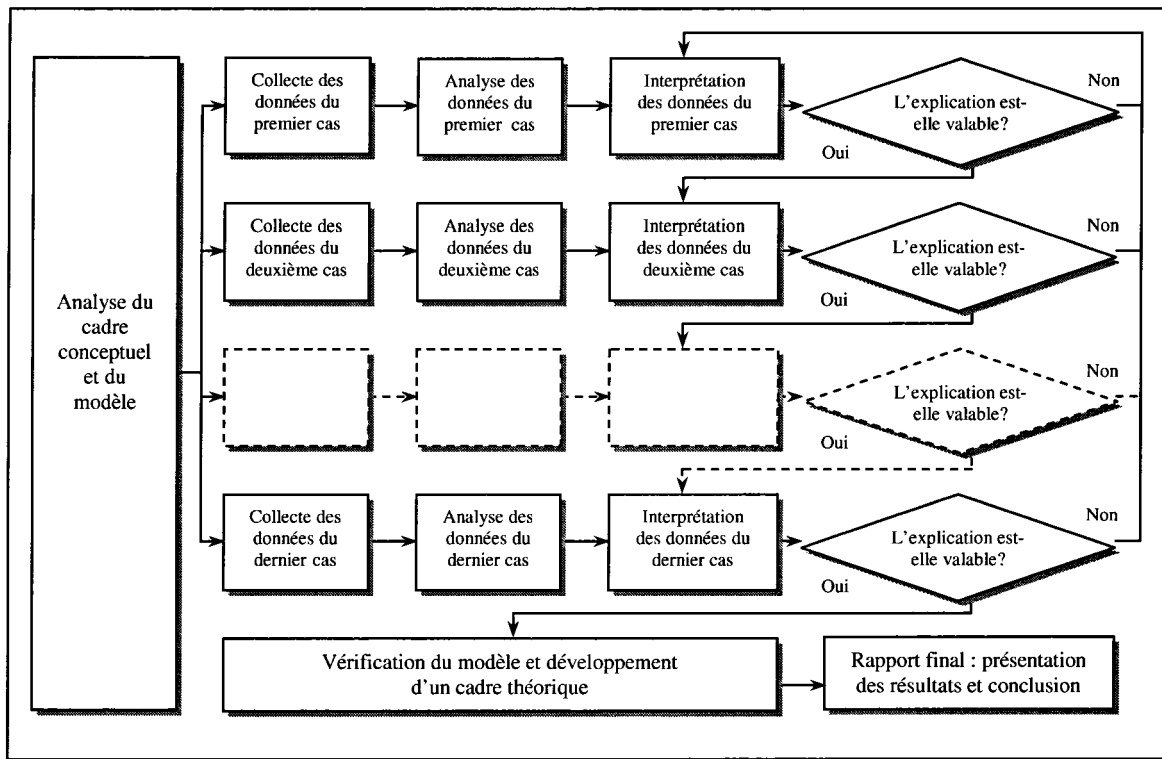 Analyse du
cadre
conceptuel
et du
modèle
Collecte des
données du
premier cas
Analyse des
données du
premier cas
Interprétation
des données du
premier cas
L'explication est-
elle valable?
Non
Oui
Collecte des
données du
deuxième cas
Analyse des
données du
deuxième cas
Interprétation
des données du
deuxième cas
L'explication est-
elle valable?
Non
Oui
L'explication est-
elle valable?
Non
Oui
Collecte des
données du
dernier cas
Analyse des
données du
dernier cas
Interprétation
des données du
dernier cas
L'explication est-
elle valable?
Non
Oui
Vérification du modèle et développement
d'un cadre théorique
Rapport final : présentation
des résultats et conclusion